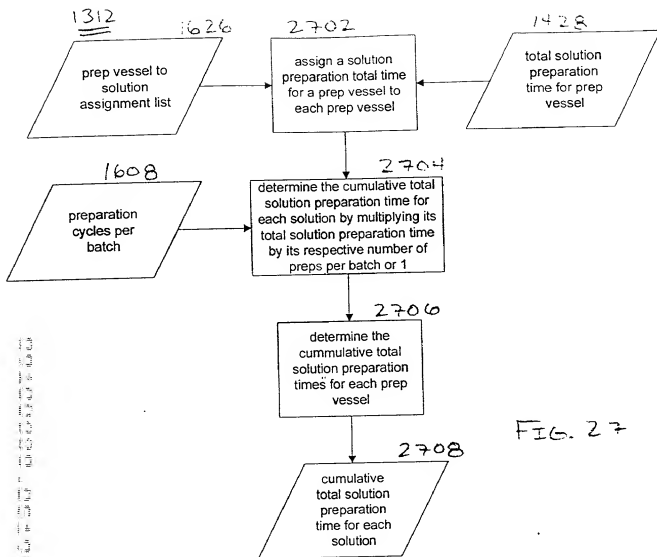 1312
1626
2702
1428
prep vessel to
solution
assignment list
assign a solution
preparation total time
for a prep vessel to
each prep vessel
total solution
preparation
time for prep
vessel
1608
2704
preparation
cycles per
batch
determine the cumulative total
solution preparation time for
each solution by multiplying its
total solution preparation time
by its respective number of
preps per batch or 1
2706
determine the
cummulative total
solution preparation
times for each prep
vessel
FIG. 27
2708
cumulative
total solution
preparation
time for each
solution